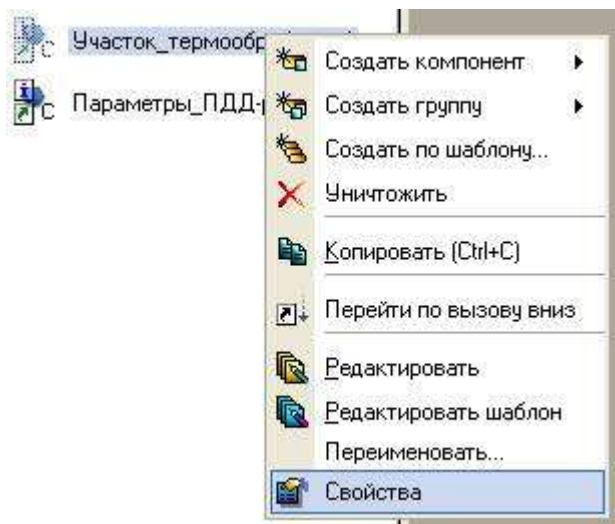 Участок_термообр
Параметры_ПДД-
Создать компонент
Создать группу
Создать по шаблону...
Уничтожить
Копировать (Ctrl+C)
Перейти по вызову вниз
Редактировать
Редактировать шаблон
Переименовать...
Свойства